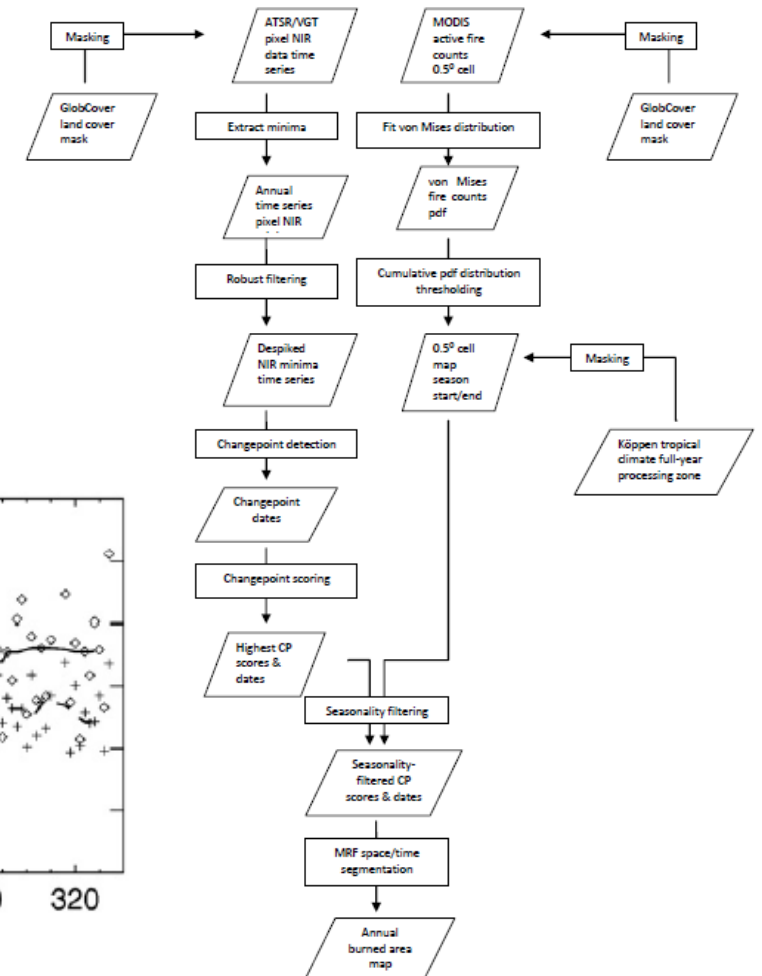 Masking
ATSR/VGT
pixel NIR
data time
series
MODIS
active fire
counts
0.5⁰ cell
Masking
GlobCover
land cover
mask
GlobCover
land cover
mask
Extract minima
Fit von Mises distribution
Annual
time series
pixel NIR
von Mises
fire counts
pdf
Robust filtering
Cumulative pdf distribution
thresholding
Despiked
NIR minima
time series
0.5⁰ cell
map
season
start/end
Masking
Changepoint detection
Köppen tropical
climate full-year
processing zone
Changepoint
dates
Changepoint scoring
Highest CP
scores &
dates
Seasonality filtering
Seasonality-
filtered CP
scores & dates
MRF space/time
segmentation
320
Annual
burned area
map